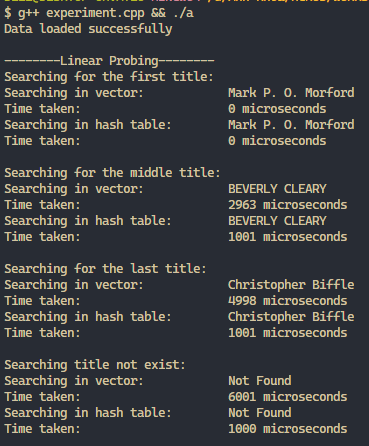 $ g++ experiment.cpp && ./a
Data loaded successfully
--------Linear Probing--------
Searching for the first title:
Searching in vector: Mark P. O. Morford
Time taken: 0 microseconds
Searching in hash table: Mark P. O. Morford
Time taken: 0 microseconds
Searching for the middle title:
Searching in vector: BEVERLY CLEARY
Time taken: 2963 microseconds
Searching in hash table: BEVERLY CLEARY
Time taken: 1001 microseconds
Searching for the last title:
Searching in vector: Christopher Biffle
Time taken: 4998 microseconds
Searching in hash table: Christopher Biffle
Time taken: 1001 microseconds
Searching title not exist:
Searching in vector: Not Found
Time taken: 6001 microseconds
Searching in hash table: Not Found
Time taken: 1000 microseconds